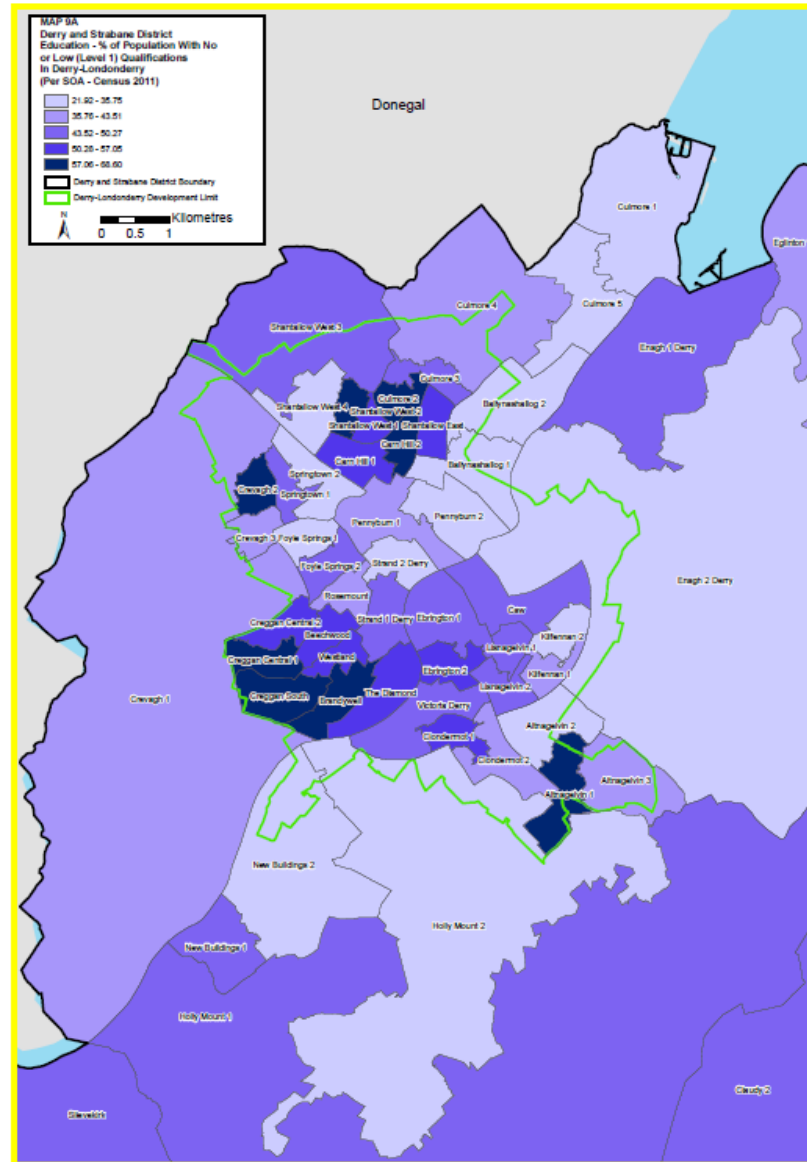 MAP 9A
Derry and Strabane District
Education - % of Population With No
or Low (Level 1) Qualifications
In Derry-Londonderry
(Per SOA - Census 2011)
21.92 - 35.75
35.76 - 43.51
43.52 - 50.27
50.28 - 57.05
57.06 - 68.60
Derry and Strabane District Boundary
Derry-Londonderry Development Limit
N
Kilometres
0 0.5 1
Donegal
Culmore 1
Eglinton
Culmore 4
Culmore 5
Shantallow West 3
Enagh 1 Derry
Culmore 3
Culmore 2
Ballynashallog 2
Shantallow West 4
Shantallow West 2
Shantallow West 1
Shantallow East
Carn Hill 2
Carn Hill 1
Ballynashallog 1
Springtown 2
Crevagh 2
Springtown 1
Pennyburn 2
Pennyburn 1
Crevagh 3
Foyle Springs 1
Strand 2 Derry
Foyle Springs 2
Enagh 2 Derry
Rosemount
Caw
Strand 1 Derry
Ebrington 1
Creggan Central 2
Beechwood
Kilfennan 2
Lisnagelvin 1
Westland
Creggan Central 1
Ebrington 2
Kilfennan 1
Lisnagelvin 2
The Diamond
Creggan South
Brandywell
Crevagh 1
Victoria Derry
Altnagelvin 2
Clondermot 1
Clondermot 2
Altnagelvin 3
Altnagelvin 1
New Buildings 2
Holly Mount 2
New Buildings 1
Holly Mount 1
Claudy 2
Slievekirk